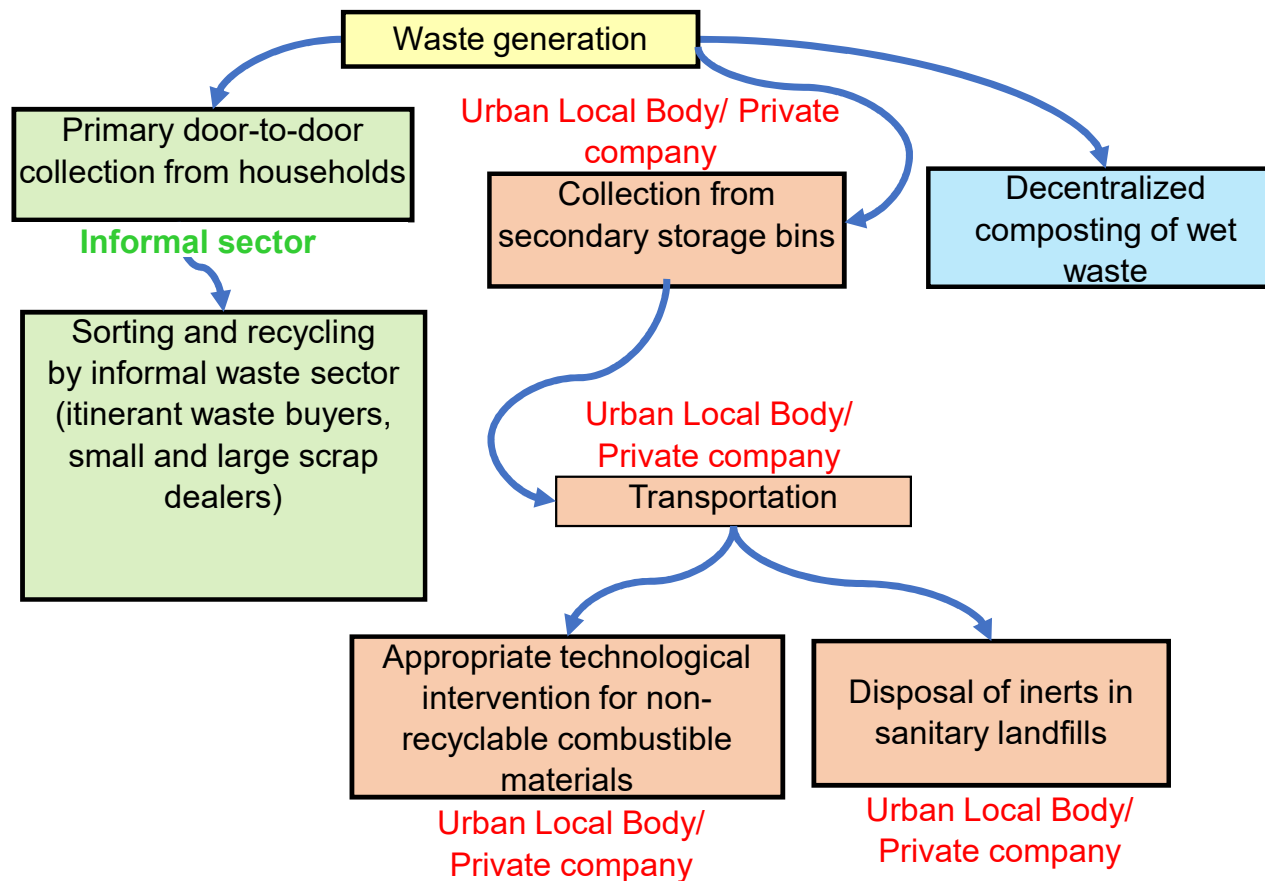 Waste generation
Primary door-to-door
collection from households
Informal sector
Sorting and recycling
by informal waste sector
(itinerant waste buyers,
small and large scrap
dealers)
Urban Local Body/ Private
company
Collection from
secondary storage bins
Decentralized
composting of wet
waste
Urban Local Body/
Private company
Transportation
Appropriate technological
intervention for non-
recyclable combustible
materials
Urban Local Body/
Private company
Disposal of inerts in
sanitary landfills
Urban Local Body/
Private company